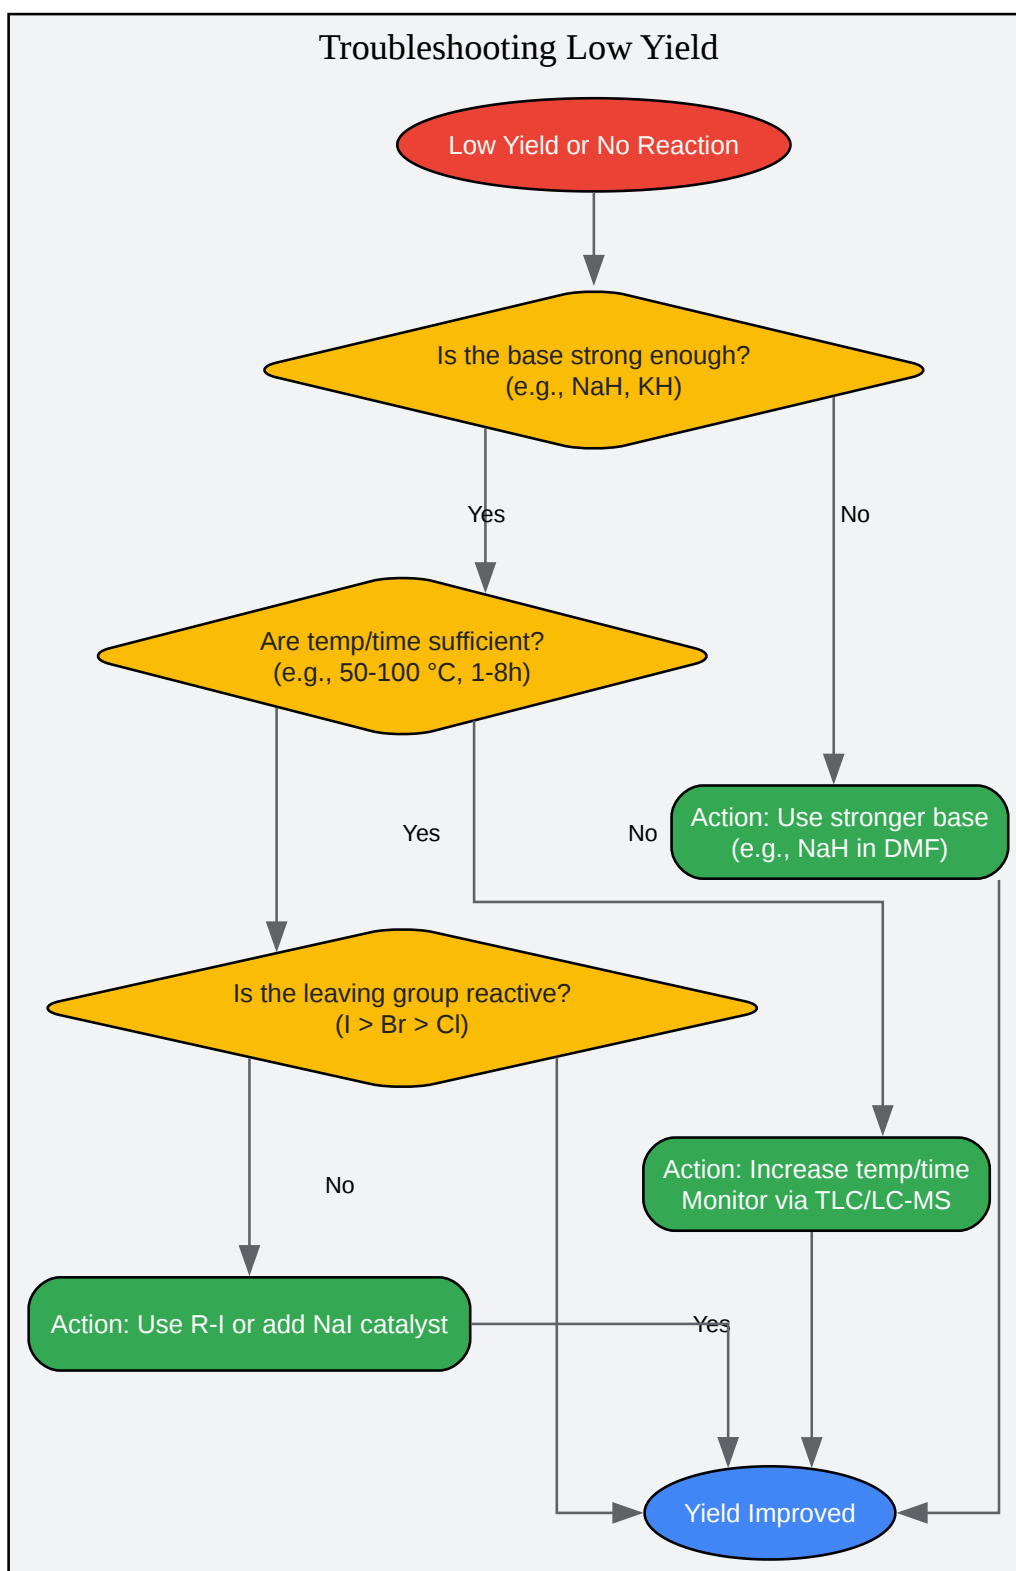 Troubleshooting Low Yield
Low Yield or No Reaction
Is the base strong enough?
(e.g., NaH, KH)
Yes
No
Are temp/time sufficient?
(e.g., 50-100 °C, 1-8h)
Yes
No
Action: Use stronger base
(e.g., NaH in DMF)
Is the leaving group reactive?
(I > Br > Cl)
No
Action: Increase temp/time
Monitor via TLC/LC-MS
Action: Use R-I or add NaI catalyst
Yes
Yield Improved